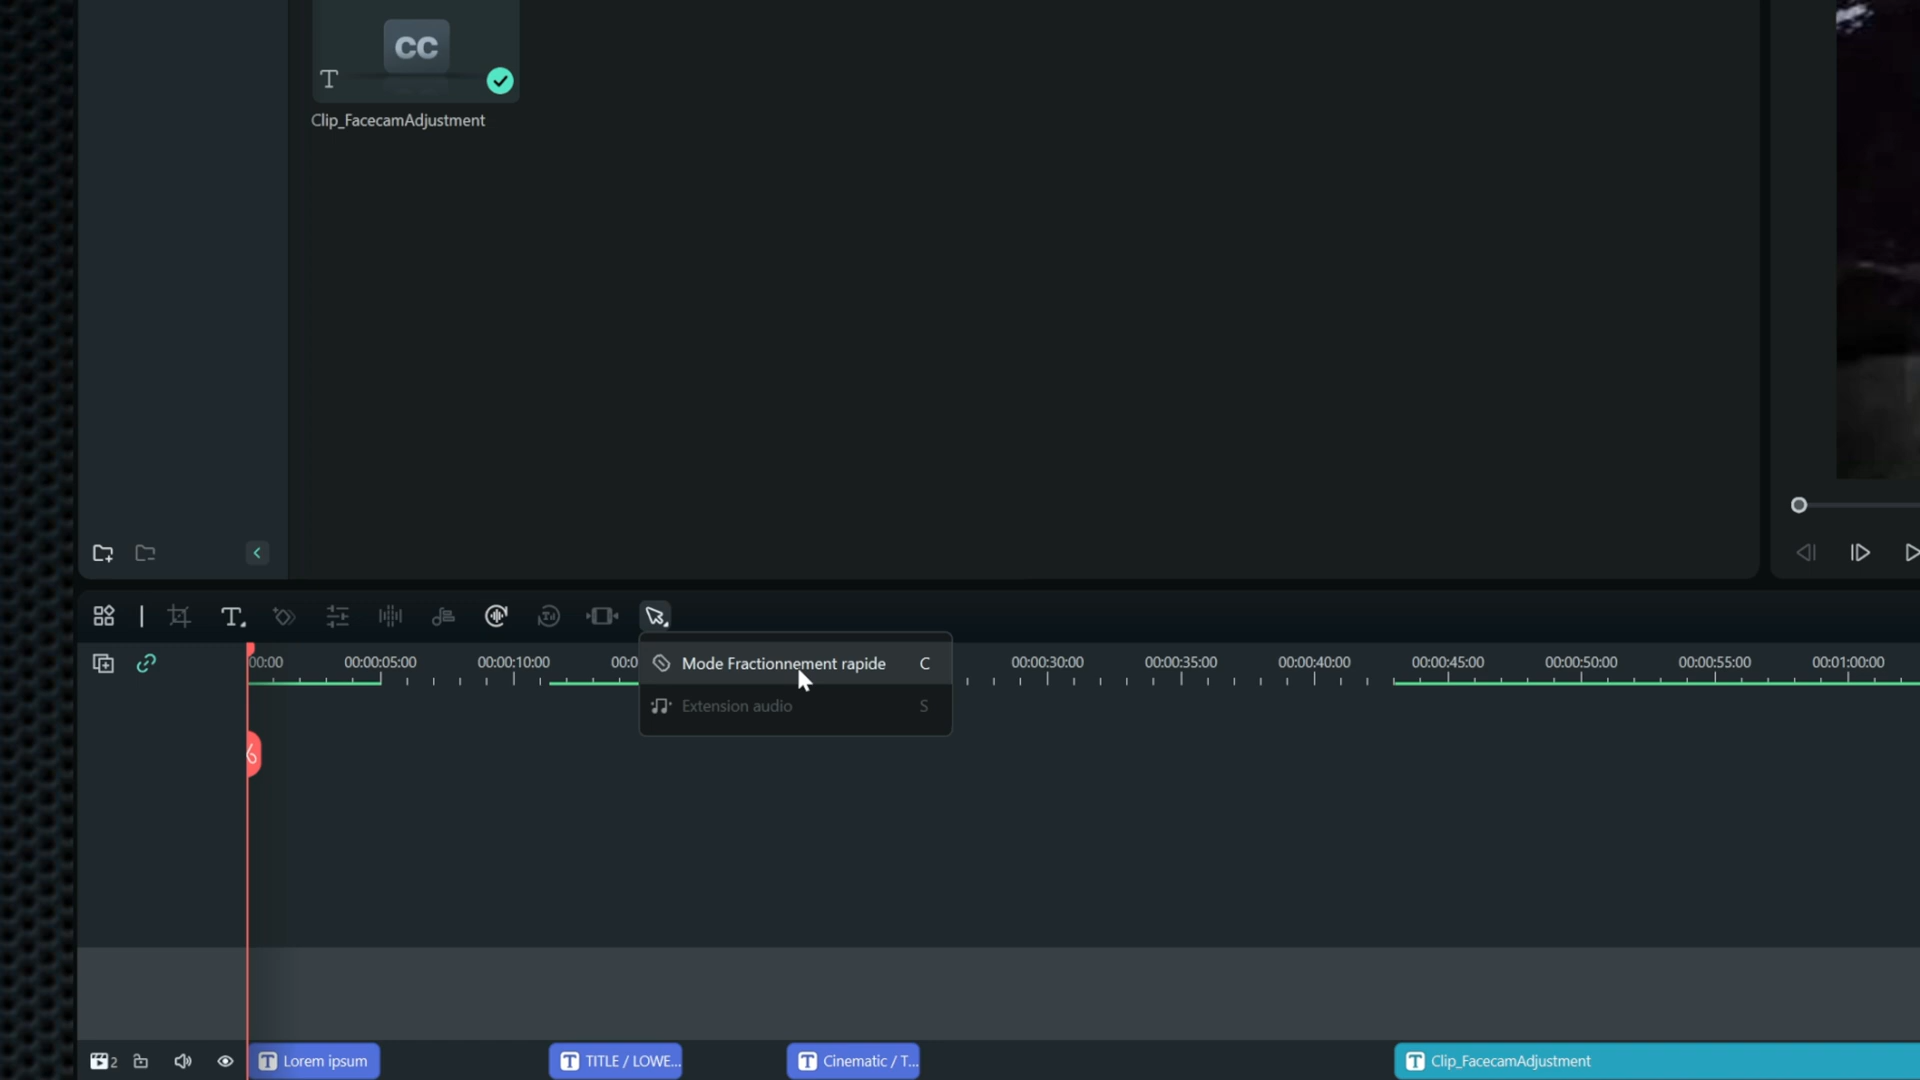 CC
T
Clip_FacecamAdjustment
T
00:00
00:00:05:00
00:00:10:00
00:0
00:00:30:00
00:00:35:00
00:00:40:00
00:00:45:00
00:00:50:00
00:00:55:00
00:01:00:00
Mode Fractionnement rapide C
Extension audio S
2
T Lorem ipsum
T TITLE / LOWE...
T Cinematic / T...
T Clip_FacecamAdjustment